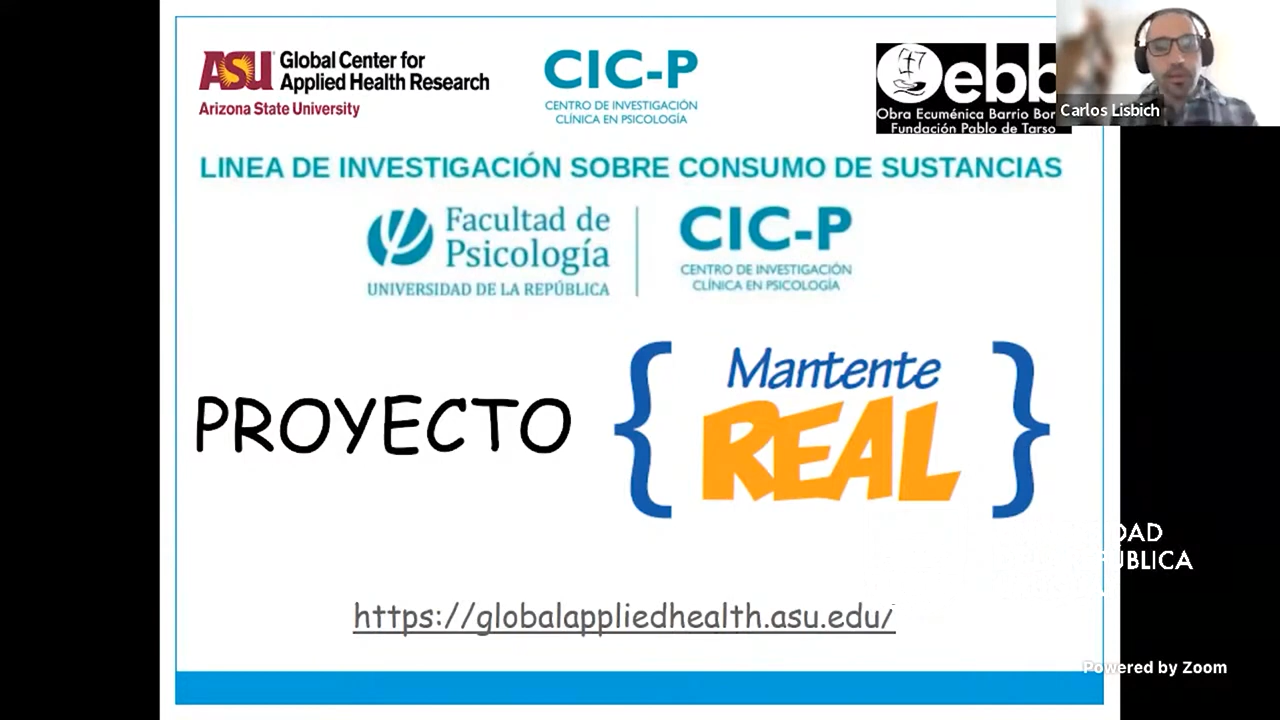 ASU Global Center for
Applied Health Research
Arizona State University
CIC-P
CENTRO DE INVESTIGACIÓN
CLÍNICA EN PSICOLOGÍA
ebb
Obra Ecuménica Barrio
Fundación Pablo de Tarso
Carlos Lisbich
LINEA DE INVESTIGACIÓN SOBRE CONSUMO DE SUSTANCIAS
Facultad de
Psicología
UNIVERSIDAD DE LA REPÚBLICA
CIC-P
CENTRO DE INVESTIGACIÓN
CLÍNICA EN PSICOLOGÍA
PROYECTO
{ Mantente
REAL }
DAD
ÚBLICA
https://globalappliedhealth.asu.edu/
Powered by Zoom